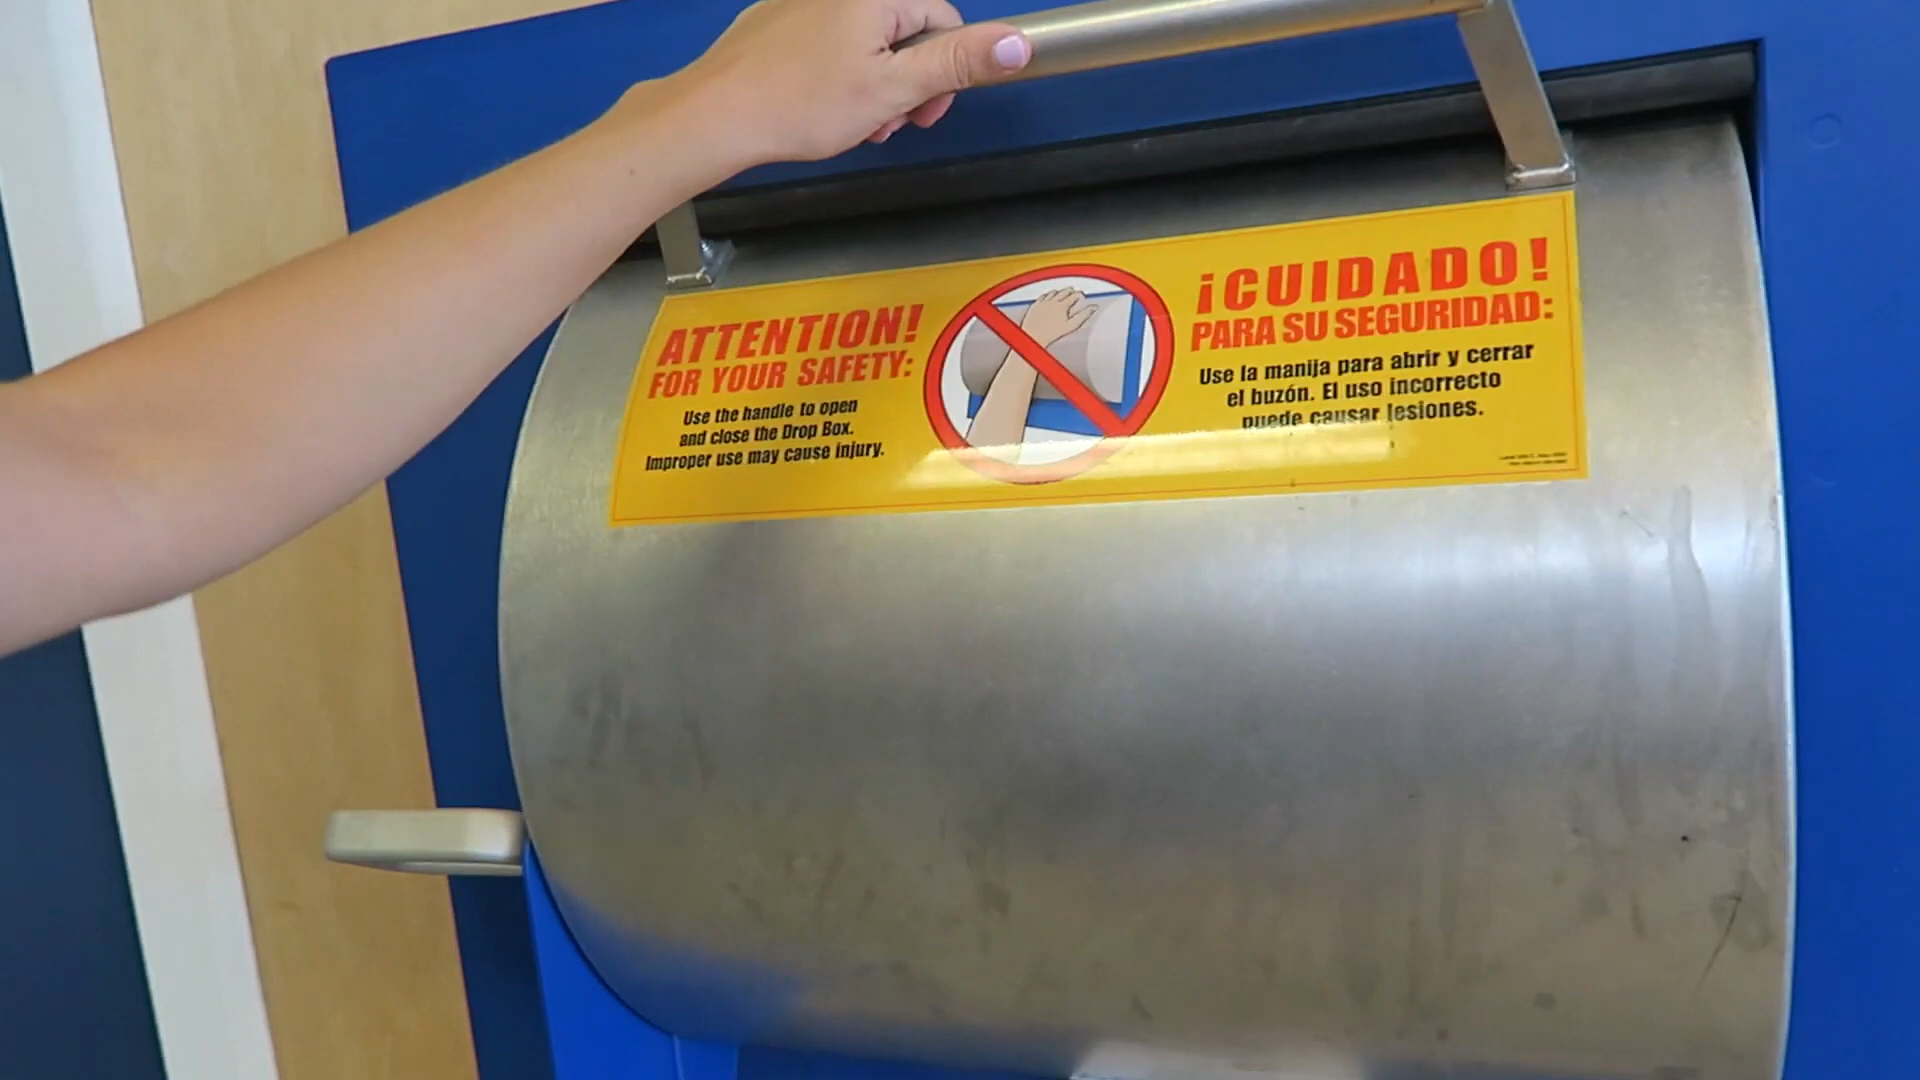 ATTENTION!
FOR YOUR SAFETY:
Use the handle to open
and close the Drop Box.
Improper use may cause injury.
¡CUIDADO!
PARA SU SEGURIDAD:
Use la manija para abrir y cerrar
el buzón. El uso incorrecto
puede causar lesiones.